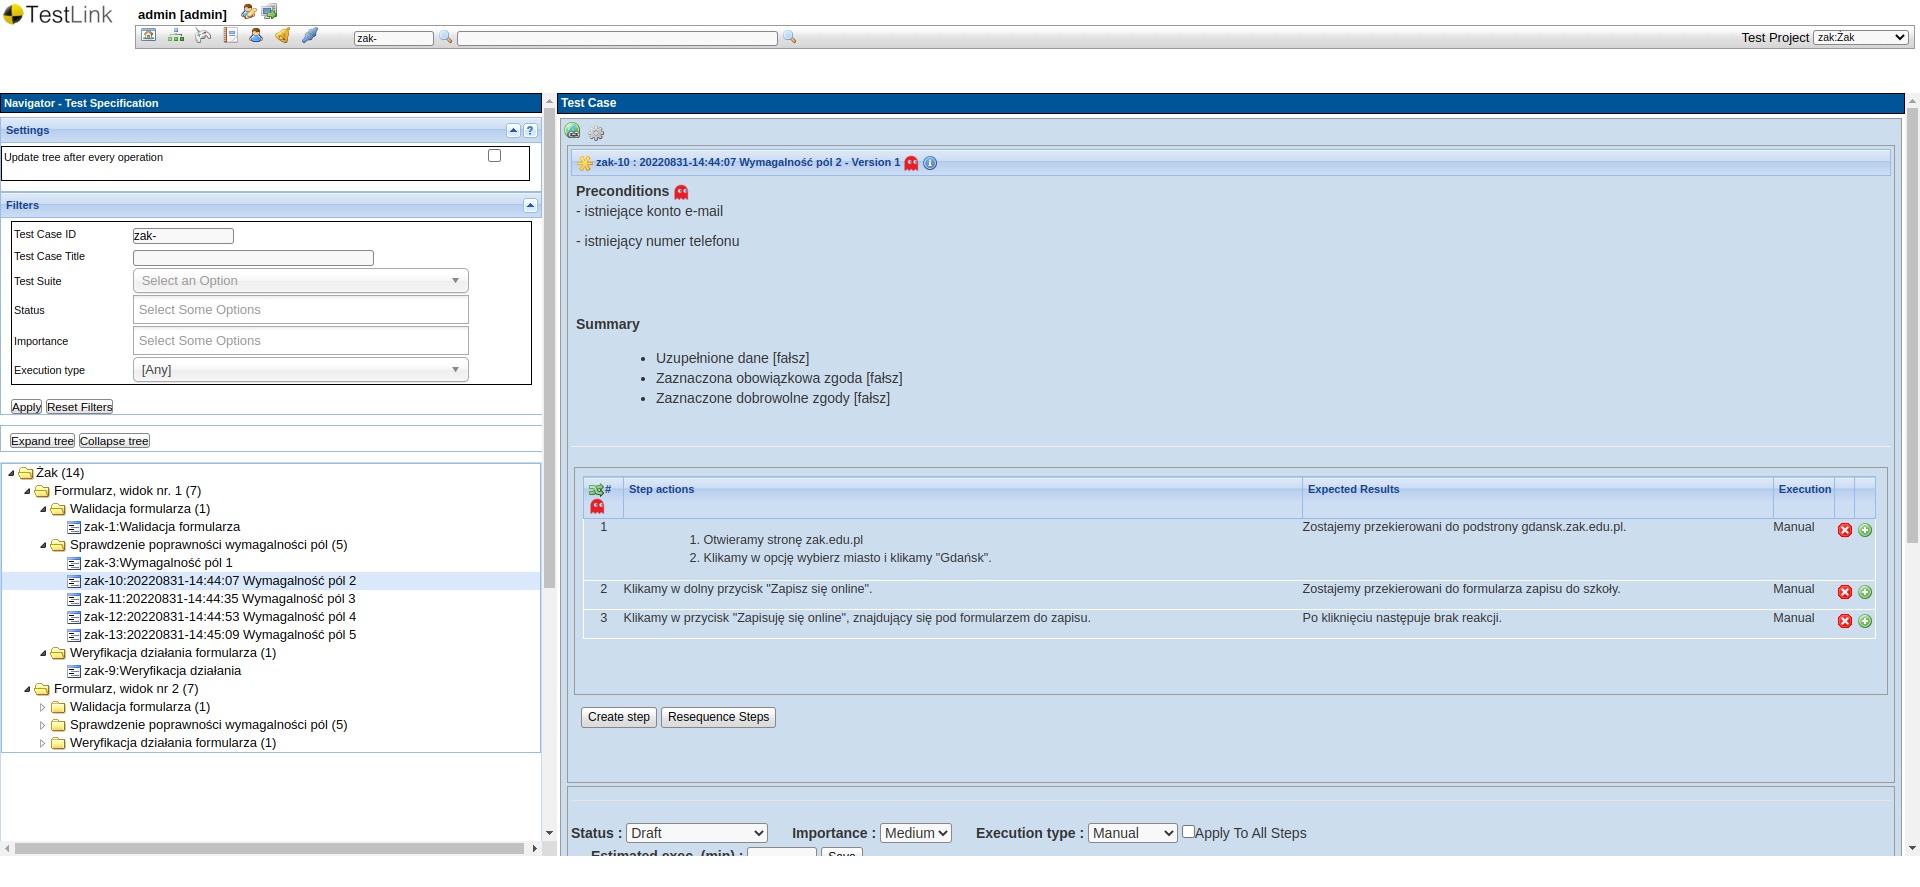 TestLink
admin [admin]
zak-
Test Project zak:Żak
Navigator - Test Specification
Settings
?
Update tree after every operation
Filters
Test Case ID zak-
Test Case Title
Test Suite Select an Option
Status Select Some Options
Importance Select Some Options
Execution type [Any]
Apply Reset Filters
Expand tree Collapse tree
Żak (14)
Formularz, widok nr. 1 (7)
Walidacja formularza (1)
zak-1:Walidacja formularza
Sprawdzenie poprawności wymagalności pól (5)
zak-3:Wymagalność pól 1
zak-10:20220831-14:44:07 Wymagalność pól 2
zak-11:20220831-14:44:35 Wymagalność pól 3
zak-12:20220831-14:44:53 Wymagalność pól 4
zak-13:20220831-14:45:09 Wymagalność pól 5
Weryfikacja działania formularza (1)
zak-9:Weryfikacja działania
Formularz, widok nr 2 (7)
Walidacja formularza (1)
Sprawdzenie poprawności wymagalności pól (5)
Weryfikacja działania formularza (1)
Test Case
zak-10 : 20220831-14:44:07 Wymagalność pól 2 - Version 1
Preconditions
- istniejące konto e-mail
- istniejący numer telefonu
Summary
• Uzupełnione dane [fałsz]
• Zaznaczona obowiązkowa zgoda [fałsz]
• Zaznaczone dobrowolne zgody [fałsz]
# Step actions Expected Results Execution
1 Zostajemy przekierowani do podstrony gdansk.zak.edu.pl. Manual
1. Otwieramy stronę zak.edu.pl
2. Klikamy w opcję wybierz miasto i klikamy "Gdańsk".
2 Klikamy w dolny przycisk "Zapisz się online". Zostajemy przekierowani do formularza zapisu do szkoły. Manual
3 Klikamy w przycisk "Zapisuję się online", znajdujący się pod formularzem do zapisu. Po kliknięciu następuje brak reakcji. Manual
Create step Resequence Steps
Status : Draft Importance : Medium Execution type : Manual Apply To All Steps
Estimated exec. (min) : Save